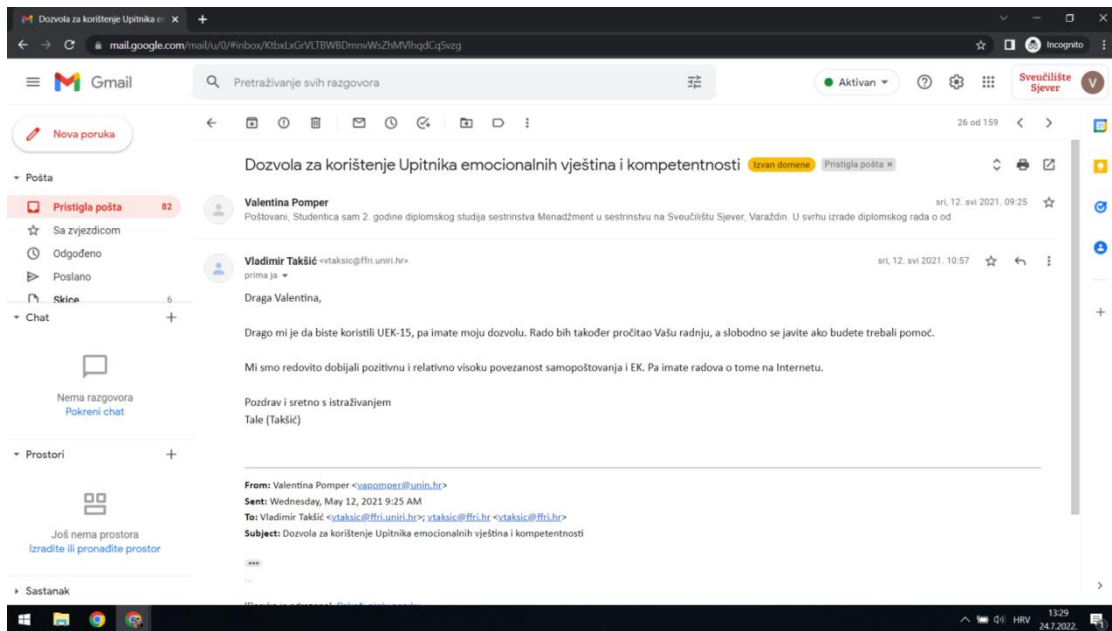 Dozvola za korištenje Upitnika em
mail.google.com/mail/u/0/#inbox/KtbxLxGrVLTBWBDmnvWsZhMVlhqdCqSvzg
Incognito
Gmail
Pretraživanje svih razgovora
Aktivan
Sveučilište
Sjever
V
Nova poruka
26 od 159
Dozvola za korištenje Upitnika emocionalnih vještina i kompetentnosti Izvan domene Pristigla pošta x
Pošta
Pristigla pošta 82
Sa zvjezdicom
Odgođeno
Poslano
Skice 6
Chat
Nema razgovora
Pokreni chat
Prostori
Još nema prostora
Izradite ili pronađite prostor
Sastanak
Valentina Pomper sri, 12. svi 2021. 09:25
Poštovani, Studentica sam 2. godine diplomskog studija sestrinstva Menadžment u sestrinstvu na Sveučilištu Sjever, Varaždin. U svrhu izrade diplomskog rada o od
Vladimir Takšić <vtaksic@ffri.uniri.hr> sri, 12. svi 2021. 10:57
prima ja
Draga Valentina,
Drago mi je da biste koristili UEK-15, pa imate moju dozvolu. Rado bih također pročitao Vašu radnju, a slobodno se javite ako budete trebali pomoć.
Mi smo redovito dobijali pozitivnu i relativno visoku povezanost samopoštovanja i EK. Pa imate radova o tome na Internetu.
Pozdrav i sretno s istraživanjem
Tale (Takšić)
From: Valentina Pomper <vapomper@unin.hr>
Sent: Wednesday, May 12, 2021 9:25 AM
To: Vladimir Takšić <vtaksic@ffri.uniri.hr>; vtaksic@ffri.hr <vtaksic@ffri.hr>
Subject: Dozvola za korištenje Upitnika emocionalnih vještina i kompetentnosti
...
HRV
13:29
24.7.2022.